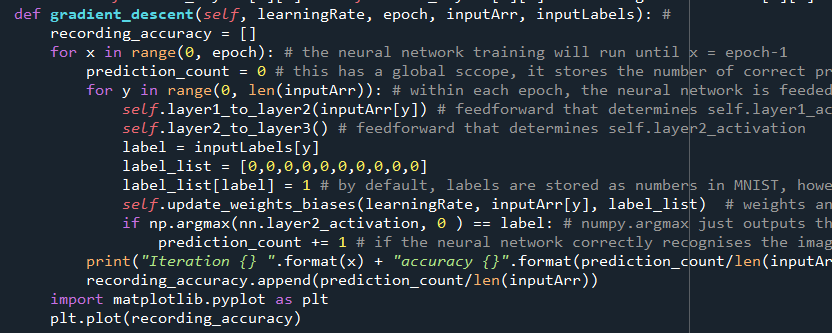 def gradient_descent(self, learningRate, epoch, inputArr, inputLabels): #
recording_accuracy = []
for x in range(0, epoch): # the neural network training will run until x = epoch-1
prediction_count = 0 # this has a global sccope, it stores the number of correct pr
for y in range(0, len(inputArr)): # within each epoch, the neural network is feeded
self.layer1_to_layer2(inputArr[y]) # feedforward that determines self.layer1_ac
self.layer2_to_layer3() # feedforward that determines self.layer2_activation
label = inputLabels[y]
label_list = [0,0,0,0,0,0,0,0,0,0]
label_list[label] = 1 # by default, labels are stored as numbers in MNIST, howe
self.update_weights_biases(learningRate, inputArr[y], label_list) # weights an
if np.argmax(nn.layer2_activation, 0 ) == label: # numpy.argmax just outputs th
prediction_count += 1 # if the neural network correctly recognises the imag
print("Iteration {} ".format(x) + "accuracy {}".format(prediction_count/len(inputAr
recording_accuracy.append(prediction_count/len(inputArr))
import matplotlib.pyplot as plt
plt.plot(recording_accuracy)